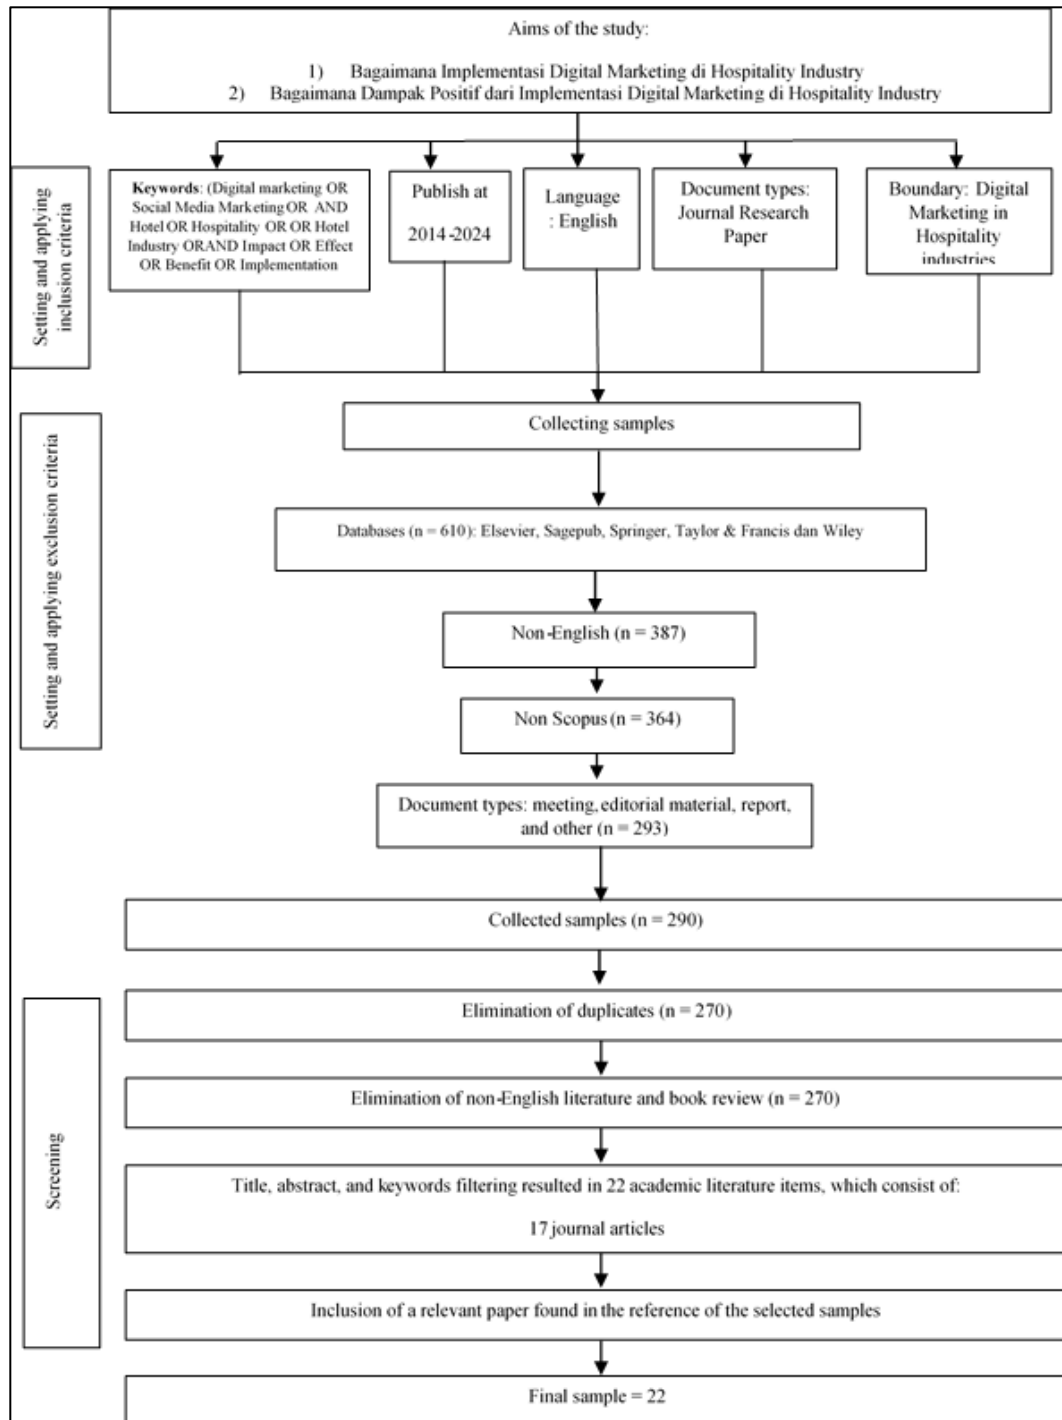 Aims of the study:
1) Bagaimana Implementasi Digital Marketing di Hospitality Industry
2) Bagaimana Dampak Positif dari Implementasi Digital Marketing di Hospitality Industry
Setting and applying
inclusion criteria
Keywords: (Digital marketing OR
Social Media Marketing OR AND
Hotel OR Hospitality OR OR Hotel
Industry ORAND Impact OR Effect
OR Benefit OR Implementation
Publish at
2014-2024
Language
: English
Document types:
Journal Research
Paper
Boundary: Digital
Marketing in
Hospitality
industries
Setting and applying exclusion criteria
Collecting samples
Databases (n = 610): Elsevier, Sagepub, Springer, Taylor & Francis dan Wiley
Non-English (n = 387)
Non Scopus (n = 364)
Document types: meeting, editorial material, report,
and other (n = 293)
Collected samples (n = 290)
Screening
Elimination of duplicates (n = 270)
Elimination of non-English literature and book review (n = 270)
Title, abstract, and keywords filtering resulted in 22 academic literature items, which consist of:
17 journal articles
Inclusion of a relevant paper found in the reference of the selected samples
Final sample = 22